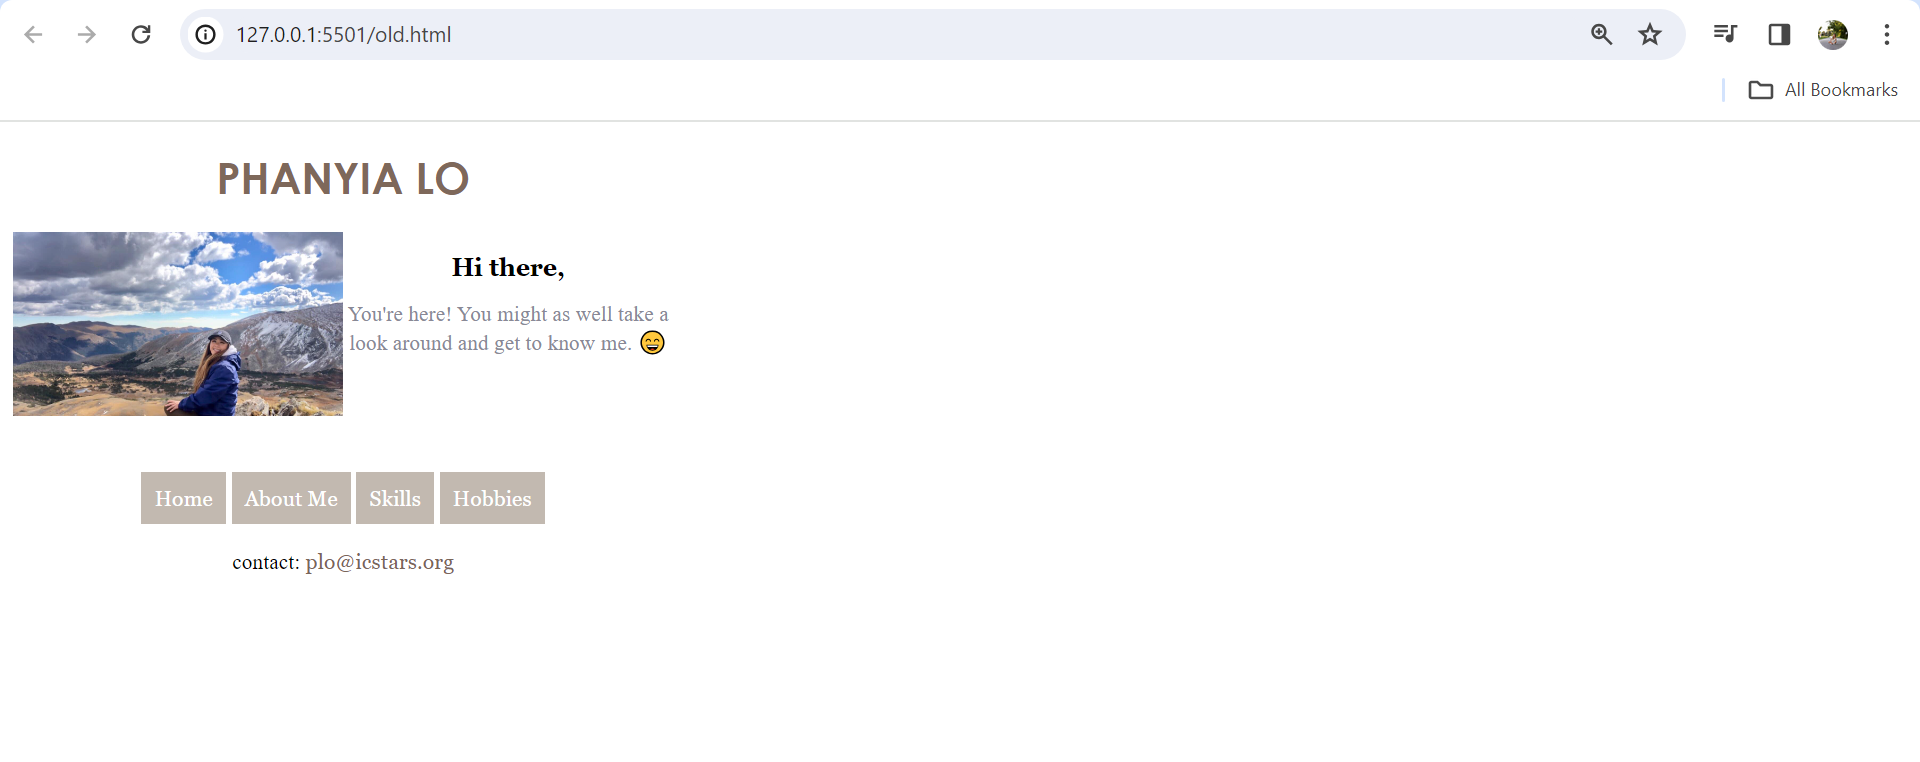 127.0.0.1:5501/old.html
All Bookmarks
PHANYIA LO
Hi there,
You're here! You might as well take a
look around and get to know me. 😄
Home About Me Skills Hobbies
contact: plo@icstars.org